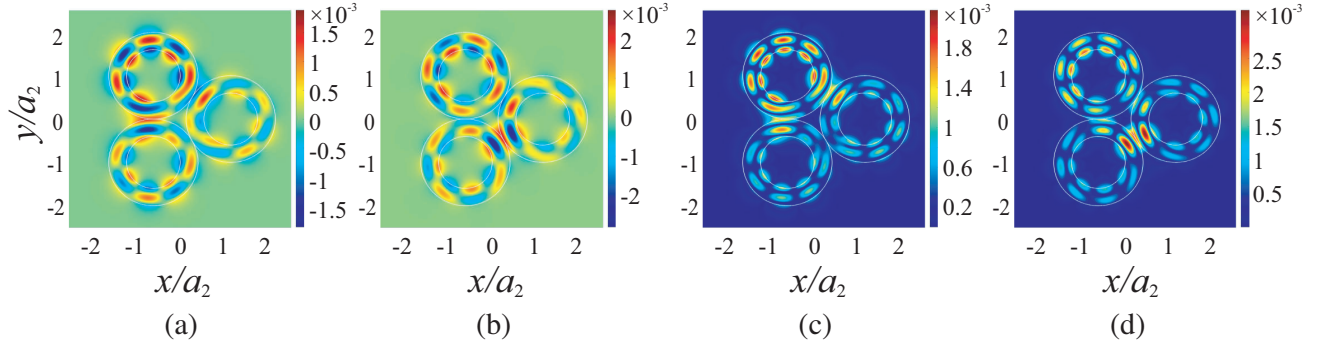 ×10⁻³ ×10⁻³ ×10⁻³ ×10⁻³
y/a₂
2 1 0 -1 -2
1.5 1 0.5 0 -0.5 -1 -1.5
2 1 0 -1 -2
2 1 0 -1 -2
2 1 0 -1 -2
1.8 1.4 1 0.6 0.2
2 1 0 -1 -2
2.5 2 1.5 1 0.5
-2 -1 0 1 2 -2 -1 0 1 2 -2 -1 0 1 2 -2 -1 0 1 2
x/a₂ x/a₂ x/a₂ x/a₂
(a) (b) (c) (d)